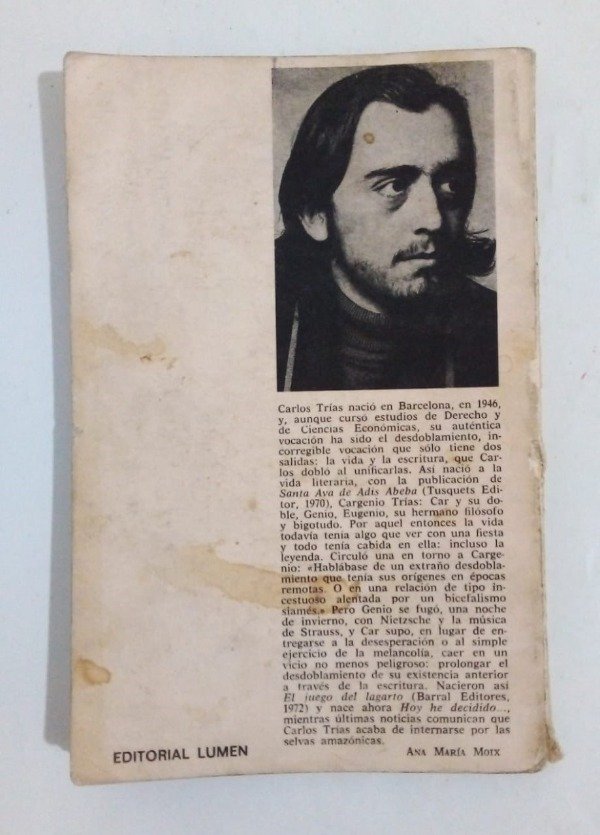 Carlos Trías nació en Barcelona, en 1946,
y, aunque cursó estudios de Derecho y
de Ciencias Económicas, su auténtica
vocación ha sido el desdoblamiento, in-
corregible vocación que sólo tiene dos
salidas: la vida y la escritura, que Car-
los dobló al unificarlas. Así nació a la
vida literaria, con la publicación de
Santa Ava de Adis Abeba (Tusquets Edi-
tor, 1970), Cargenio Trías: Car y su do-
ble, Genio, Eugenio, su hermano filósofo
y bigotudo. Por aquel entonces la vida
todavía tenía algo que ver con una fiesta
y todo tenía cabida en ella: incluso la
leyenda. Circuló una en torno a Carge-
nio: «Hablábase de un extraño desdobla-
miento que tenía sus orígenes en épocas
remotas. O en una relación de tipo in-
cestuoso alentada por un bicefalismo
siamés.» Pero Genio se fugó, una noche
de invierno, con Nietzsche y la música
de Strauss, y Car supo, en lugar de en-
tregarse a la desesperación o al simple
ejercicio de la melancolía, caer en un
vicio no menos peligroso: prolongar el
desdoblamiento de su existencia anterior
a través de la escritura. Nacieron así
El juego del lagarto (Barral Editores,
1972) y nace ahora Hoy he decidido...,
mientras últimas noticias comunican que
Carlos Trías acaba de internarse por las
selvas amazónicas.
Ana María Moix
EDITORIAL LUMEN